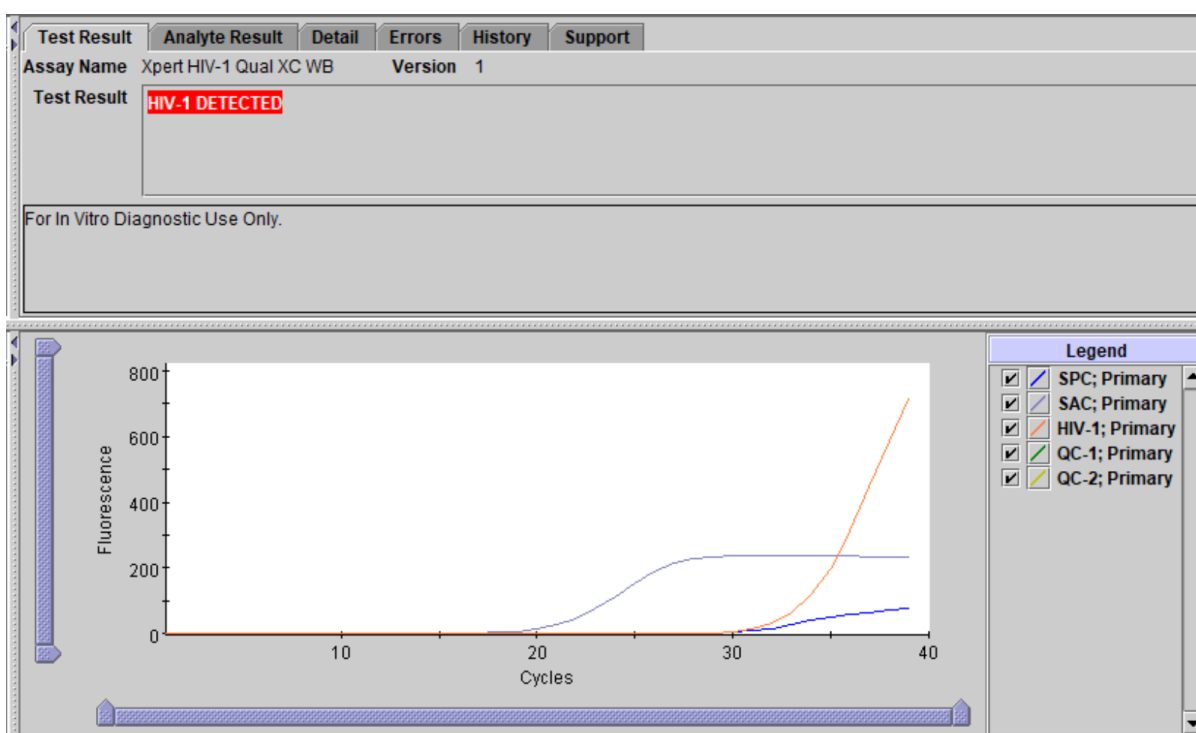 Test Result Analyte Result Detail Errors History Support
Assay Name Xpert HIV-1 Qual XC WB Version 1
Test Result HIV-1 DETECTED
For In Vitro Diagnostic Use Only.
800
600
400
200
0
Fluorescence
10 20 30 40
Cycles
Legend
SPC; Primary
SAC; Primary
HIV-1; Primary
QC-1; Primary
QC-2; Primary